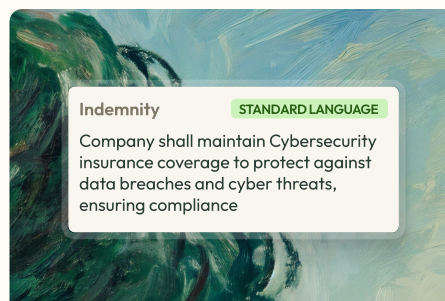 Indemnity
STANDARD LANGUAGE
Company shall maintain Cybersecurity
insurance coverage to protect against
data breaches and cyber threats,
ensuring compliance